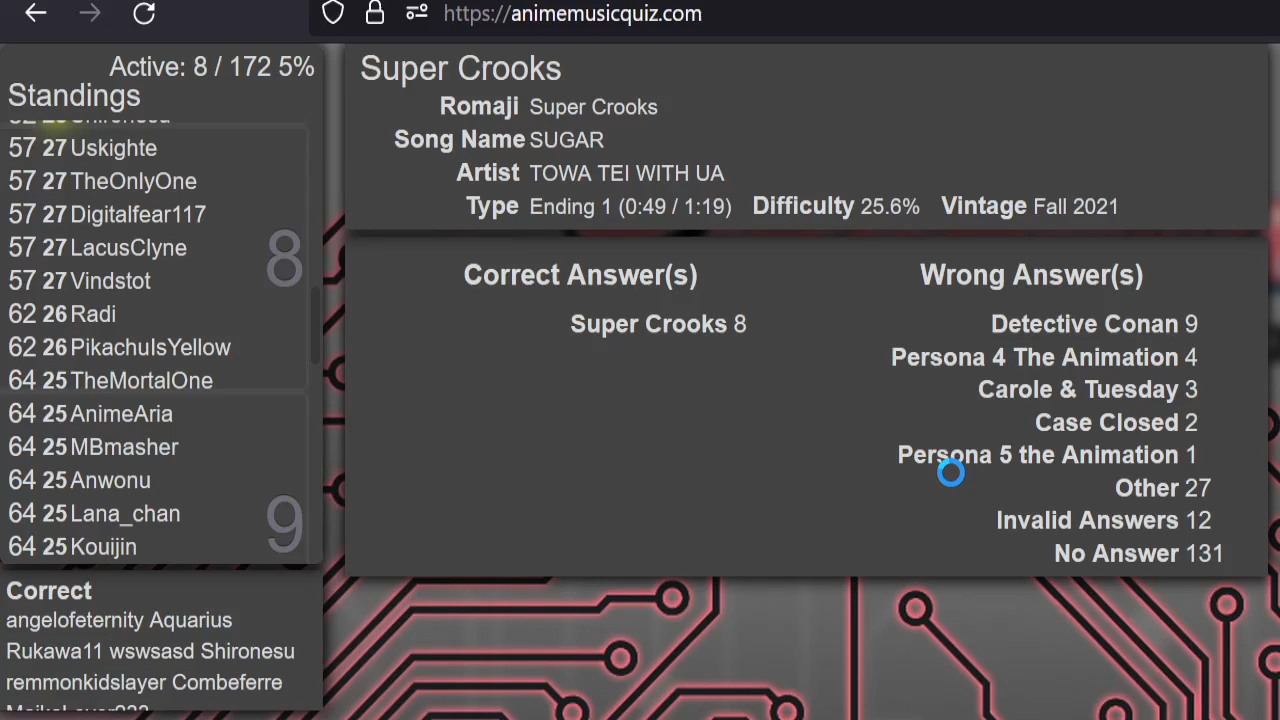 https://animemusicquiz.com
Active: 8 / 172 5%
Standings
57 27 Uskighte
57 27 TheOnlyOne
57 27 Digitalfear117
57 27 LacusClyne
8
57 27 Vindstot
62 26 Radi
62 26 PikachuIsYellow
64 25 TheMortalOne
64 25 AnimeAria
64 25 MBmasher
64 25 Anwonu
64 25 Lana_chan
9
64 25 Kouijin
Correct
angelofeternity Aquarius
Rukawa11 wswsasd Shironesu
remmonkidslayer Combeferre
Super Crooks
Romaji Super Crooks
Song Name SUGAR
Artist TOWA TEI WITH UA
Type Ending 1 (0:49 / 1:19) Difficulty 25.6% Vintage Fall 2021
Correct Answer(s)
Super Crooks 8
Wrong Answer(s)
Detective Conan 9
Persona 4 The Animation 4
Carole & Tuesday 3
Case Closed 2
Persona 5 the Animation 1
Other 27
Invalid Answers 12
No Answer 131